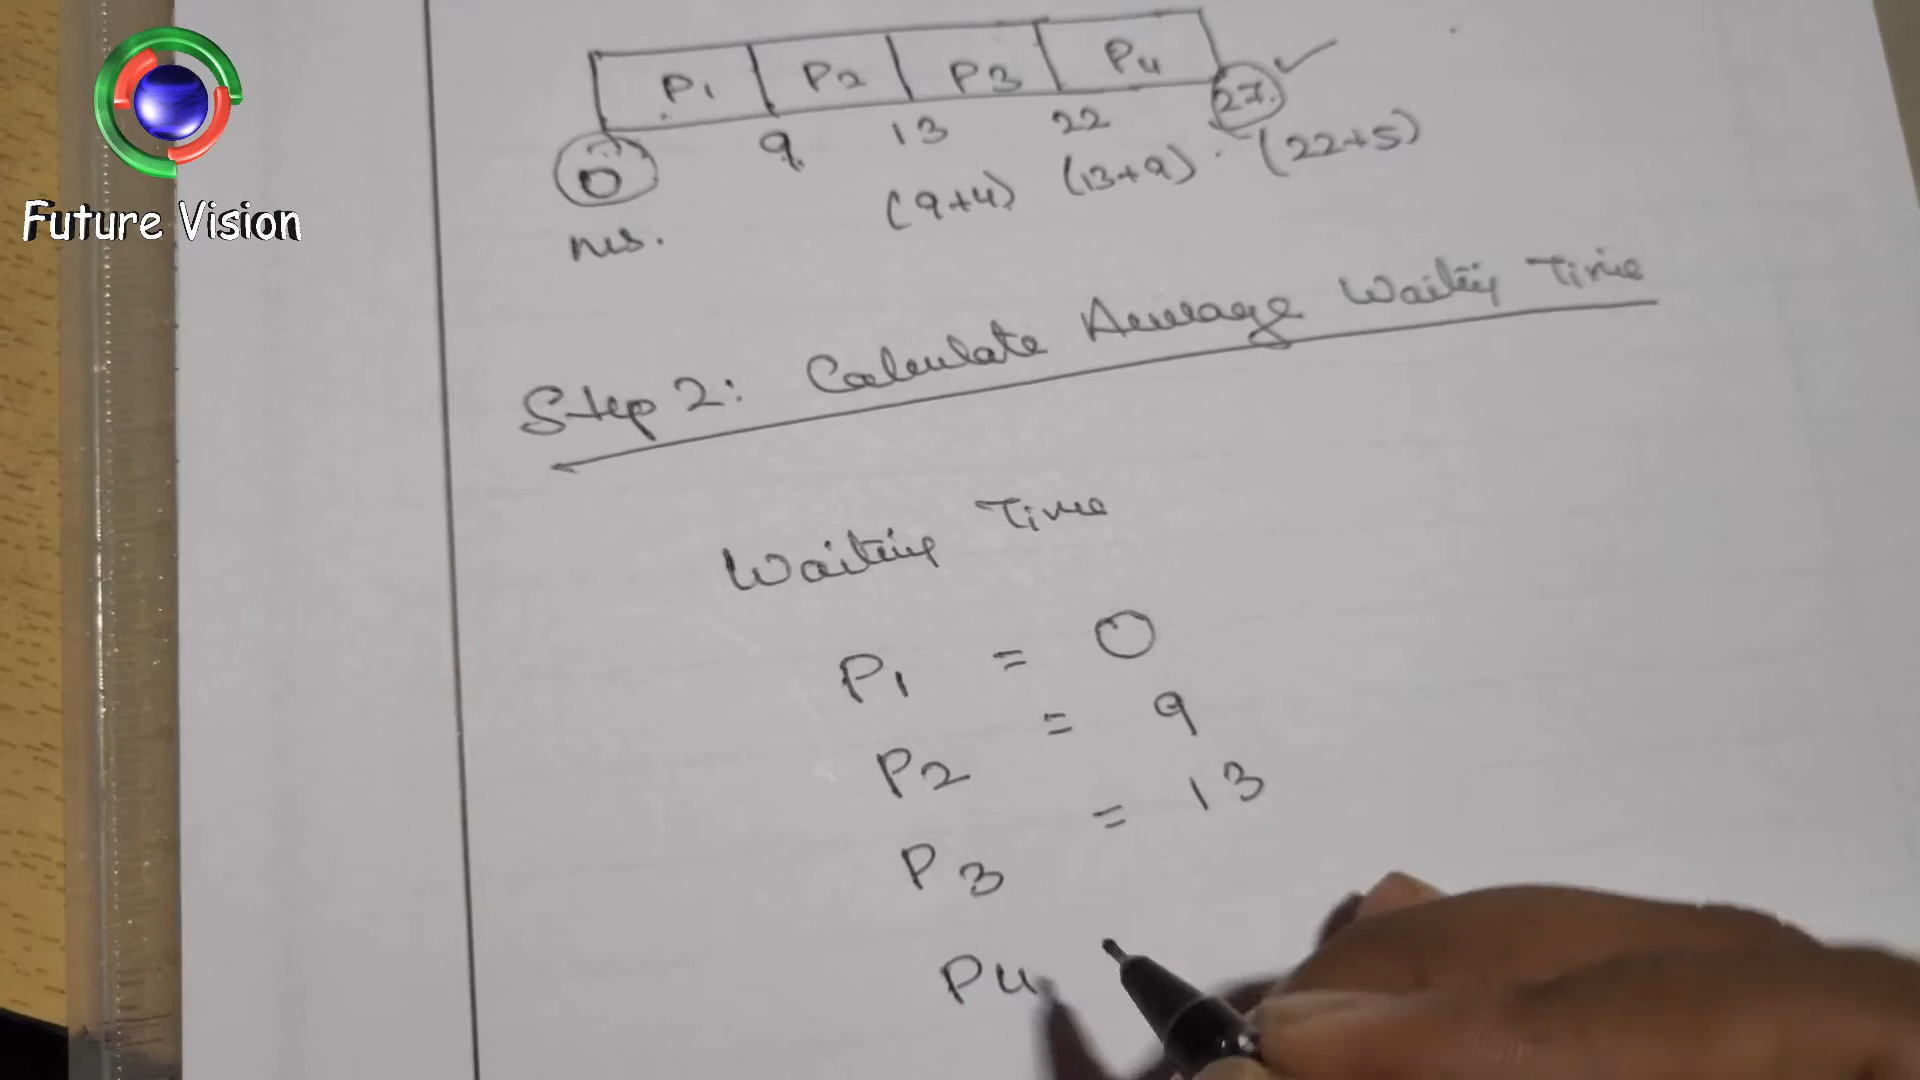 Future Vision
P1 P2 P3 P4
0 9 13 22 27
ms. (9+4) (13+9) (22+5)
Step 2: Calculate Average Waiting Time
Waiting Time
P1 = 0
P2 = 9
P3 = 13
P4